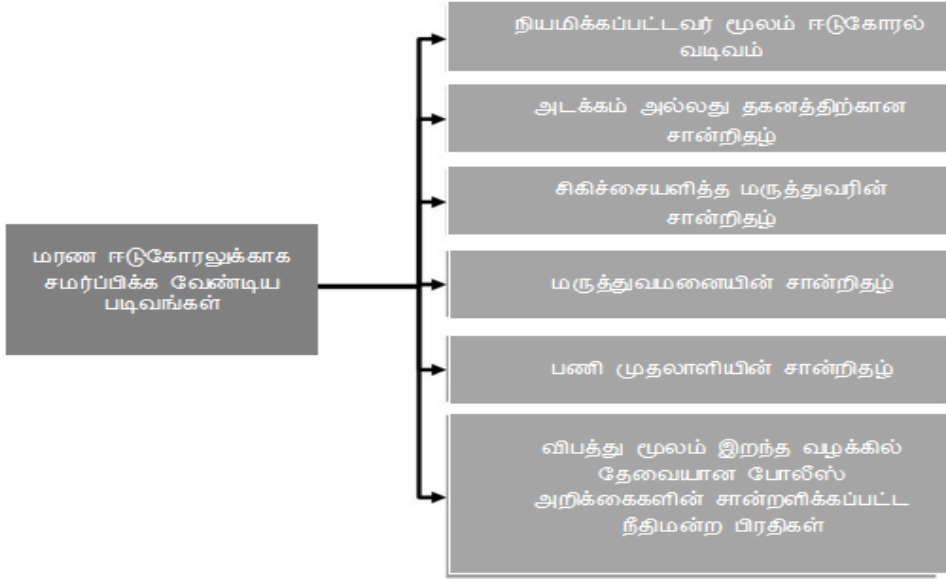 மரண ஈடுகோரலுக்காக
சமர்ப்பிக்க வேண்டிய
படிவங்கள்
நியமிக்கப்பட்டவர் மூலம் ஈடுகோரல்
வடிவம்
அடக்கம் அல்லது தகனத்திற்கான
சான்றிதழ்
சிகிச்சையளித்த மருத்துவரின்
சான்றிதழ்
மருத்துவமனையின் சான்றிதழ்
பணி முதலாளியின் சான்றிதழ்
விபத்து மூலம் இறந்த வழக்கில்
தேவையான போலீஸ்
அறிக்கைகளின் சான்றளிக்கப்பட்ட
நீதிமன்ற பிரதிகள்